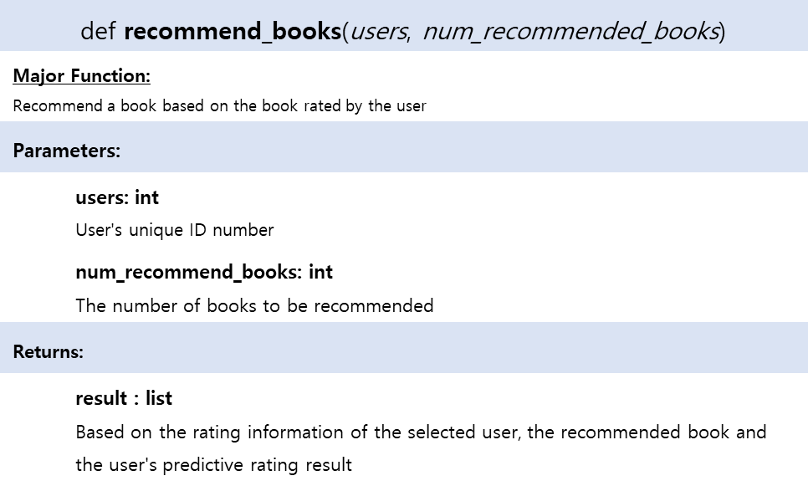 def recommend_books(users, num_recommended_books)
Major Function:
Recommend a book based on the book rated by the user
Parameters:
users: int
User's unique ID number
num_recommend_books: int
The number of books to be recommended
Returns:
result : list
Based on the rating information of the selected user, the recommended book and
the user's predictive rating result